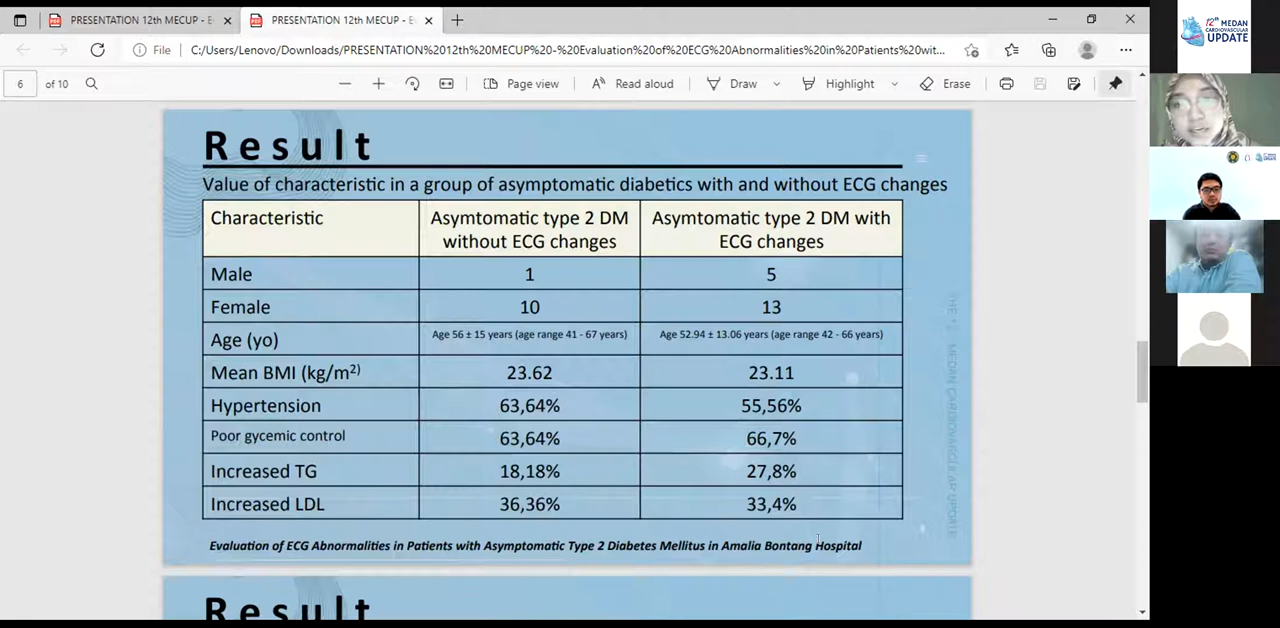 PRESENTATION 12th MECUP - E
PRESENTATION 12th MECUP - E
File
C:/Users/Lenovo/Downloads/PRESENTATION%2012th%20MECUP%20-%20Evaluation%20of%20ECG%20Abnormalities%20in%20Patients%20wit...
6 of 10
Page view
Read aloud
Draw
Highlight
Erase
12th MEDAN
CARDIOVASCULAR
UPDATE
Result
Value of characteristic in a group of asymptomatic diabetics with and without ECG changes
Characteristic
Asymtomatic type 2 DM
without ECG changes
Asymtomatic type 2 DM with
ECG changes
Male 1 5
Female 10 13
Age (yo) Age 56 ± 15 years (age range 41 - 67 years) Age 52.94 ± 13.06 years (age range 42 - 66 years)
Mean BMI (kg/m²) 23.62 23.11
Hypertension 63,64% 55,56%
Poor gycemic control 63,64% 66,7%
Increased TG 18,18% 27,8%
Increased LDL 36,36% 33,4%
Evaluation of ECG Abnormalities in Patients with Asymptomatic Type 2 Diabetes Mellitus in Amalia Bontang Hospital
MEDAN CARDIOVASCULAR UPDATE
Result